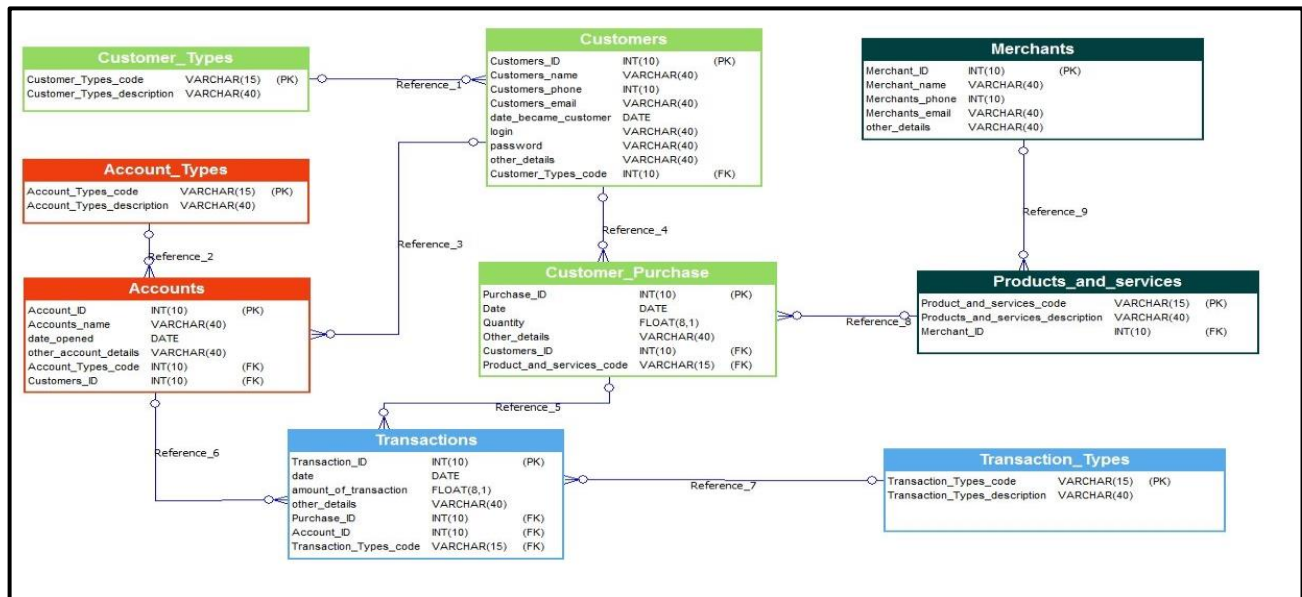 Customer_Types
Customer_Types_code VARCHAR(15) (PK)
Customer_Types_description VARCHAR(40)
Reference_1
Customers
Customers_ID INT(10) (PK)
Customers_name VARCHAR(40)
Customers_phone INT(10)
Customers_email VARCHAR(40)
date_became_customer DATE
login VARCHAR(40)
password VARCHAR(40)
other_details VARCHAR(40)
Customer_Types_code INT(10) (FK)
Merchants
Merchant_ID INT(10) (PK)
Merchant_name VARCHAR(40)
Merchants_phone INT(10)
Merchants_email VARCHAR(40)
other_details VARCHAR(40)
Account_Types
Account_Types_code VARCHAR(15) (PK)
Account_Types_description VARCHAR(40)
Reference_2
Reference_3
Reference_4
Reference_9
Accounts
Account_ID INT(10) (PK)
Accounts_name VARCHAR(40)
date_opened DATE
other_account_details VARCHAR(40)
Account_Types_code INT(10) (FK)
Customers_ID INT(10) (FK)
Customer_Purchase
Purchase_ID INT(10) (PK)
Date DATE
Quantity FLOAT(8,1)
Other_details VARCHAR(40)
Customers_ID INT(10) (FK)
Product_and_services_code VARCHAR(15) (FK)
Reference_8
Products_and_services
Product_and_services_code VARCHAR(15) (PK)
Products_and_services_description VARCHAR(40)
Merchant_ID INT(10) (FK)
Reference_5
Reference_6
Transactions
Transaction_ID INT(10) (PK)
date DATE
amount_of_transaction FLOAT(8,1)
other_details VARCHAR(40)
Purchase_ID INT(10) (FK)
Account_ID INT(10) (FK)
Transaction_Types_code VARCHAR(15) (FK)
Reference_7
Transaction_Types
Transaction_Types_code VARCHAR(15) (PK)
Transaction_Types_description VARCHAR(40)